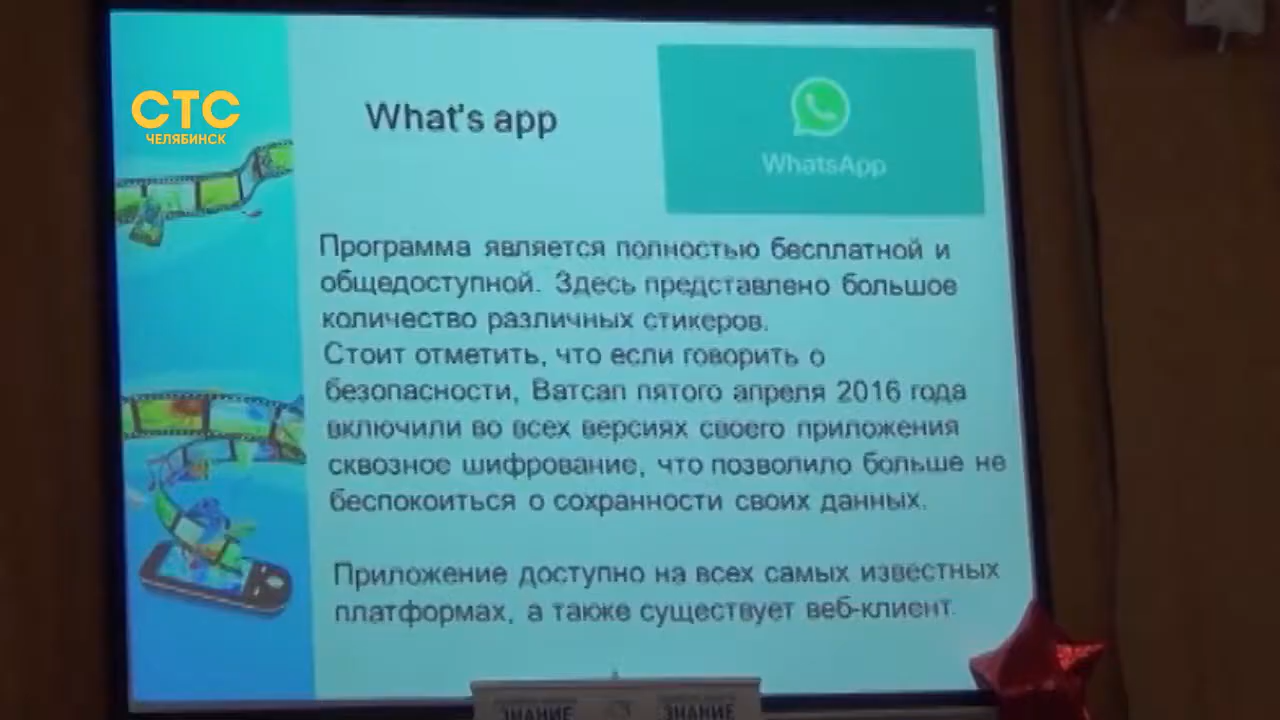 СТС
ЧЕЛЯБИНСК
What's app
WhatsApp
Программа является полностью бесплатной и
общедоступной. Здесь представлено большое
количество различных стикеров.
Стоит отметить, что если говорить о
безопасности, Ватсап пятого апреля 2016 года
включили во всех версиях своего приложения
сквозное шифрование, что позволило больше не
беспокоиться о сохранности своих данных.
Приложение доступно на всех самых известных
платформах, а также существует веб-клиент.
ЗНАНИЕ ЗНАНИЕ